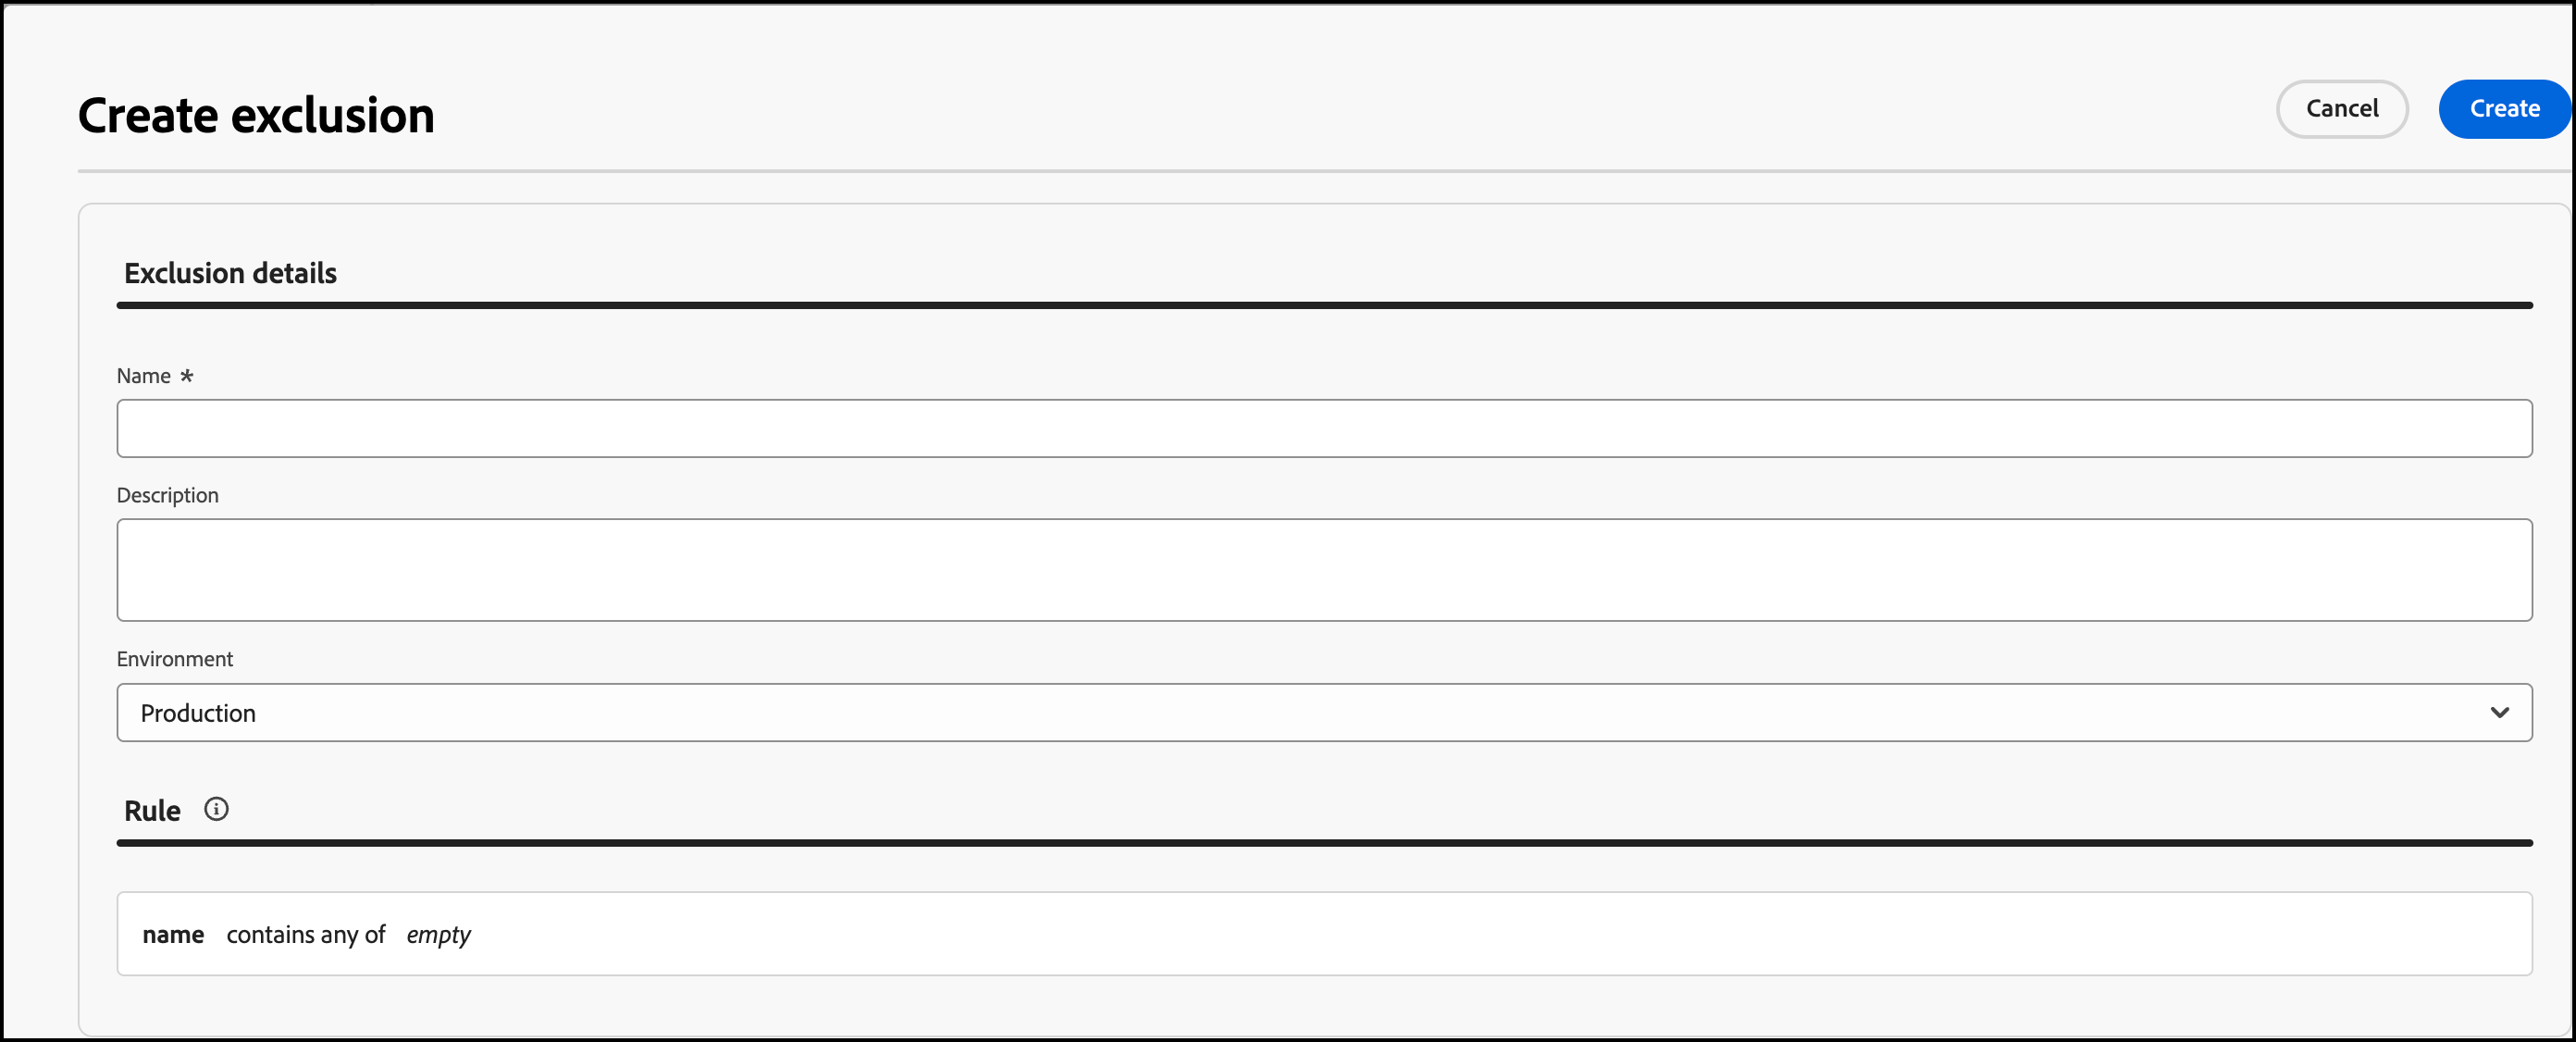 Create exclusion
Cancel
Create
Exclusion details
Name *
Description
Environment
Production
Rule
name contains any of empty